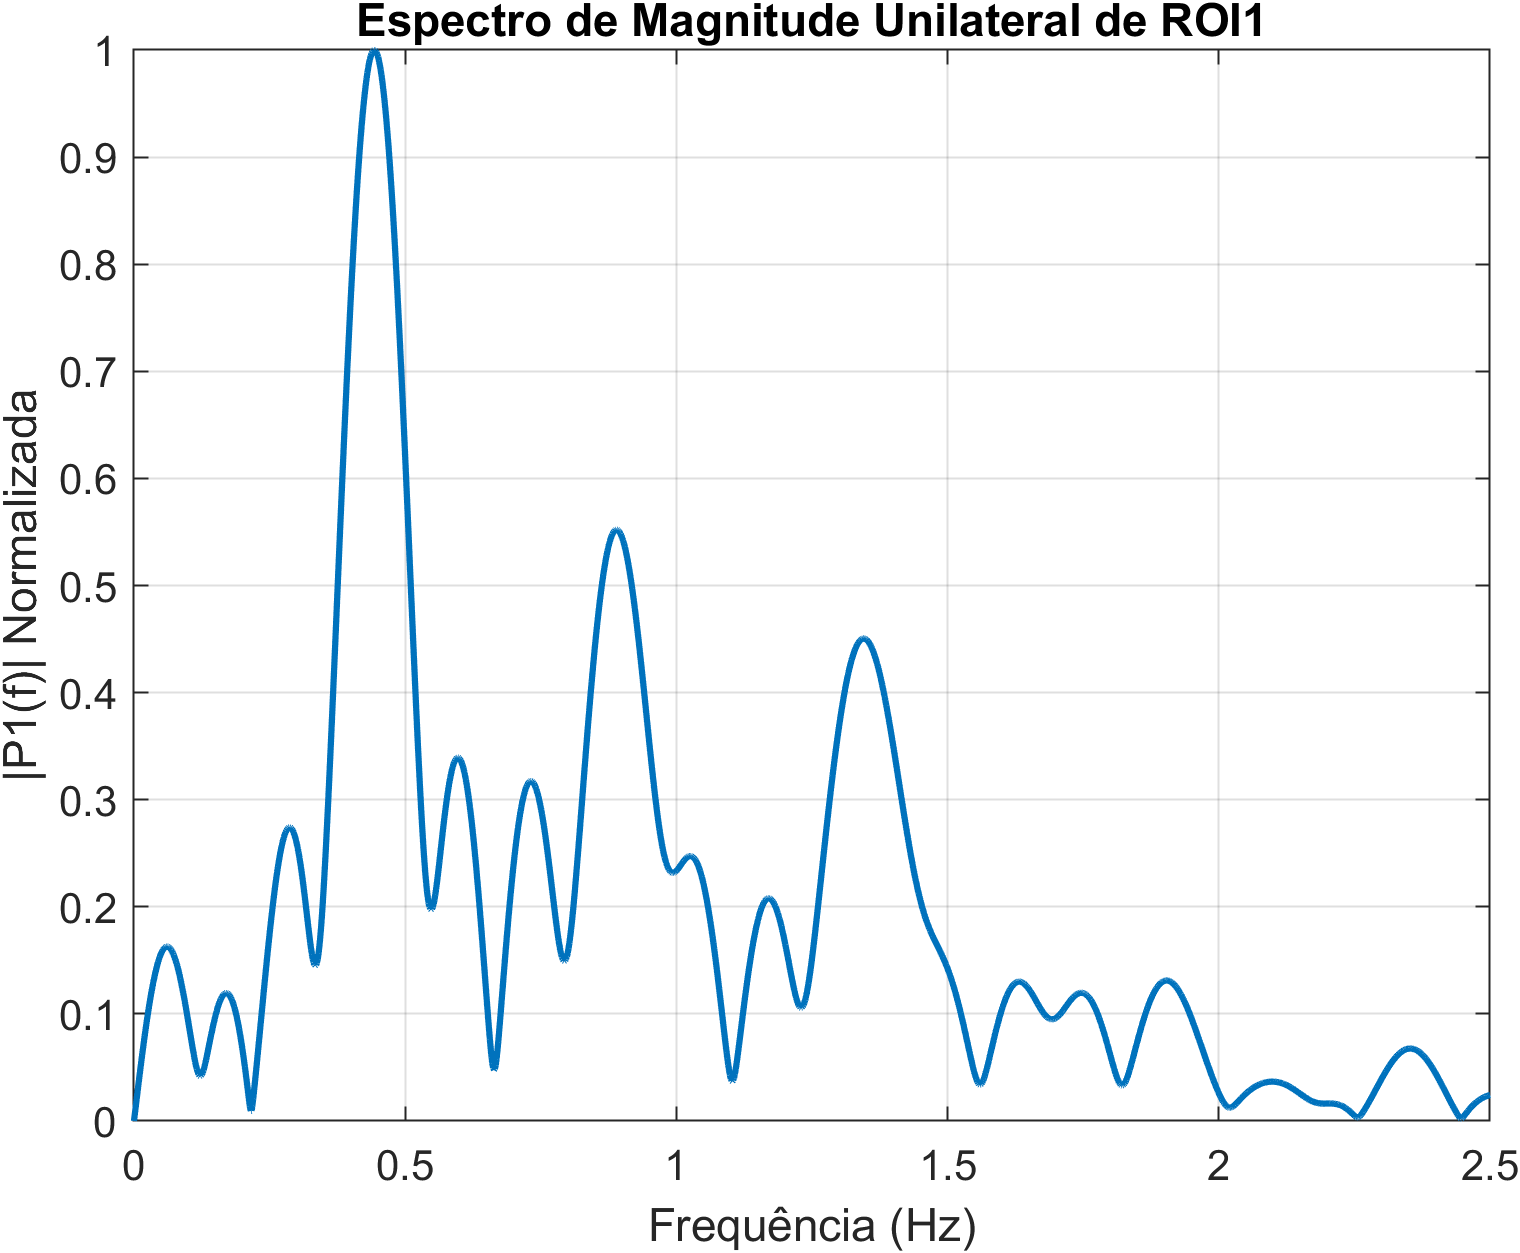 Espectro de Magnitude Unilateral de ROI1
|P1(f)| Normalizada
1
0.9
0.8
0.7
0.6
0.5
0.4
0.3
0.2
0.1
0
0 0.5 1 1.5 2 2.5
Frequência (Hz)